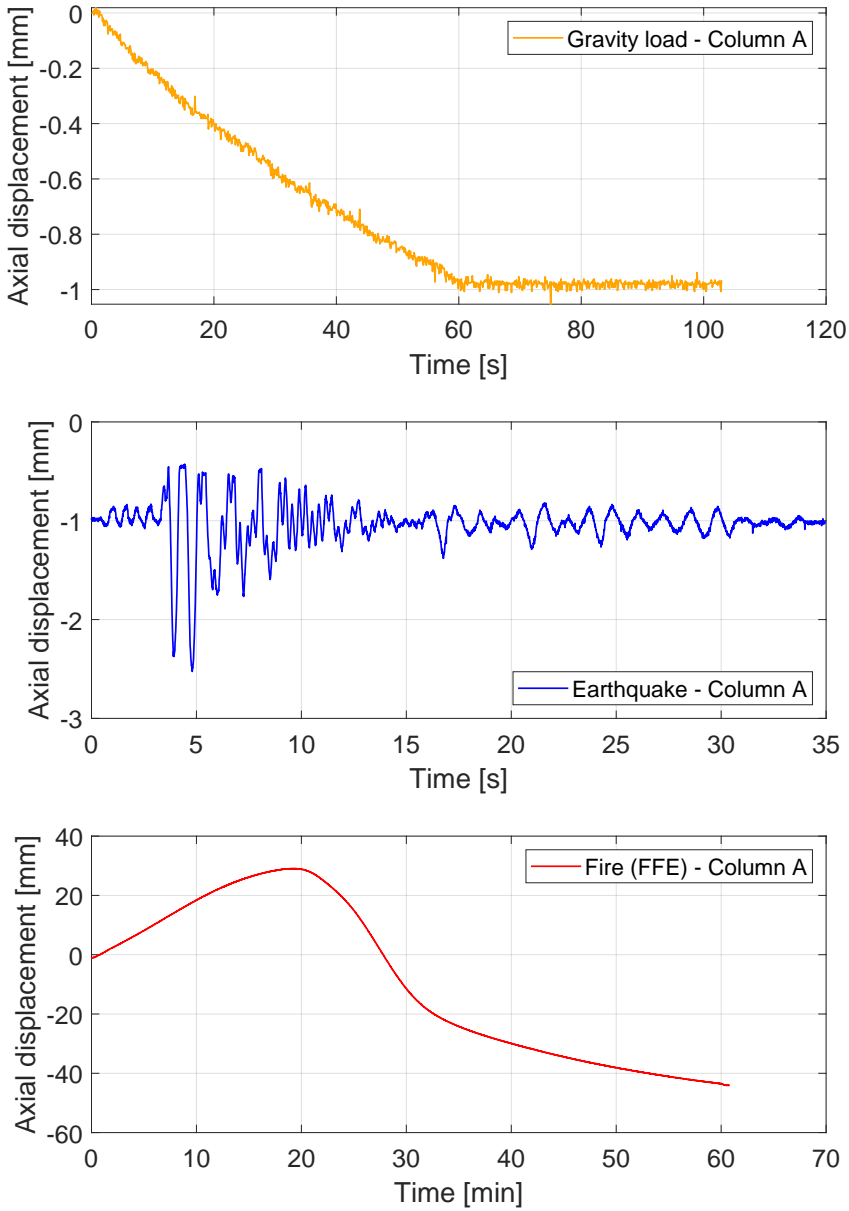 0
-0.2
-0.4
-0.6
-0.8
-1
Axial displacement [mm]
Gravity load - Column A
0 20 40 60 80 100 120
Time [s]
0
-1
-2
-3
Axial displacement [mm]
Earthquake - Column A
0 5 10 15 20 25 30 35
Time [s]
40
20
0
-20
-40
-60
Axial displacement [mm]
Fire (FFE) - Column A
0 10 20 30 40 50 60 70
Time [min]